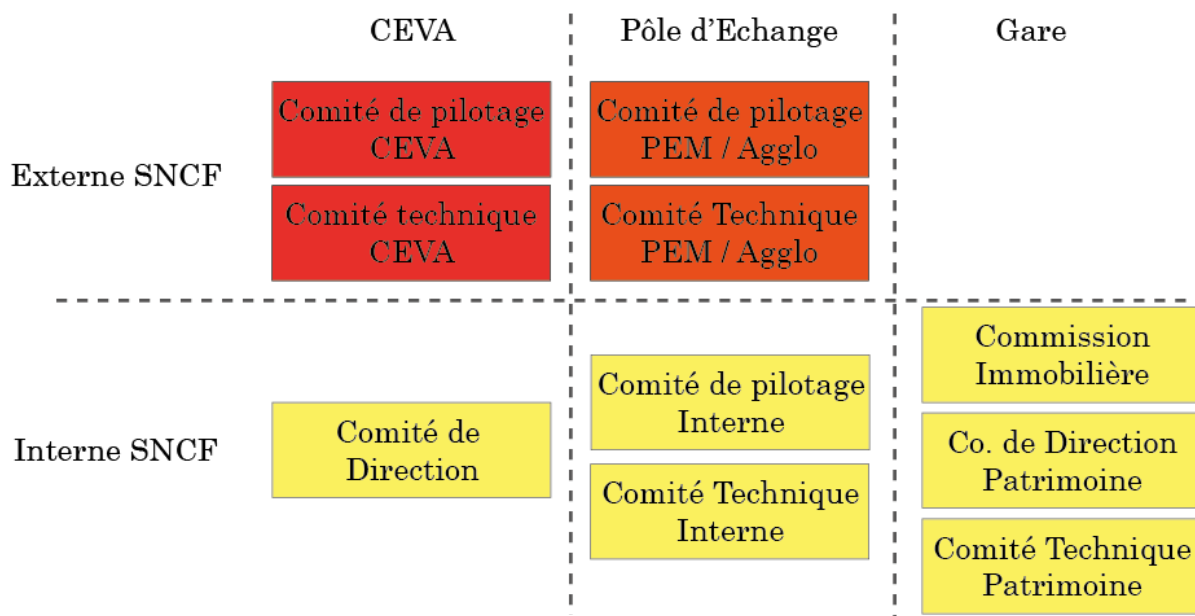 CEVA
Pôle d'Echange
Gare
Externe SNCF
Comité de pilotage
CEVA
Comité technique
CEVA
Comité de pilotage
PEM / Agglo
Comité Technique
PEM / Agglo
Interne SNCF
Comité de
Direction
Comité de pilotage
Interne
Comité Technique
Interne
Commission
Immobilière
Co. de Direction
Patrimoine
Comité Technique
Patrimoine